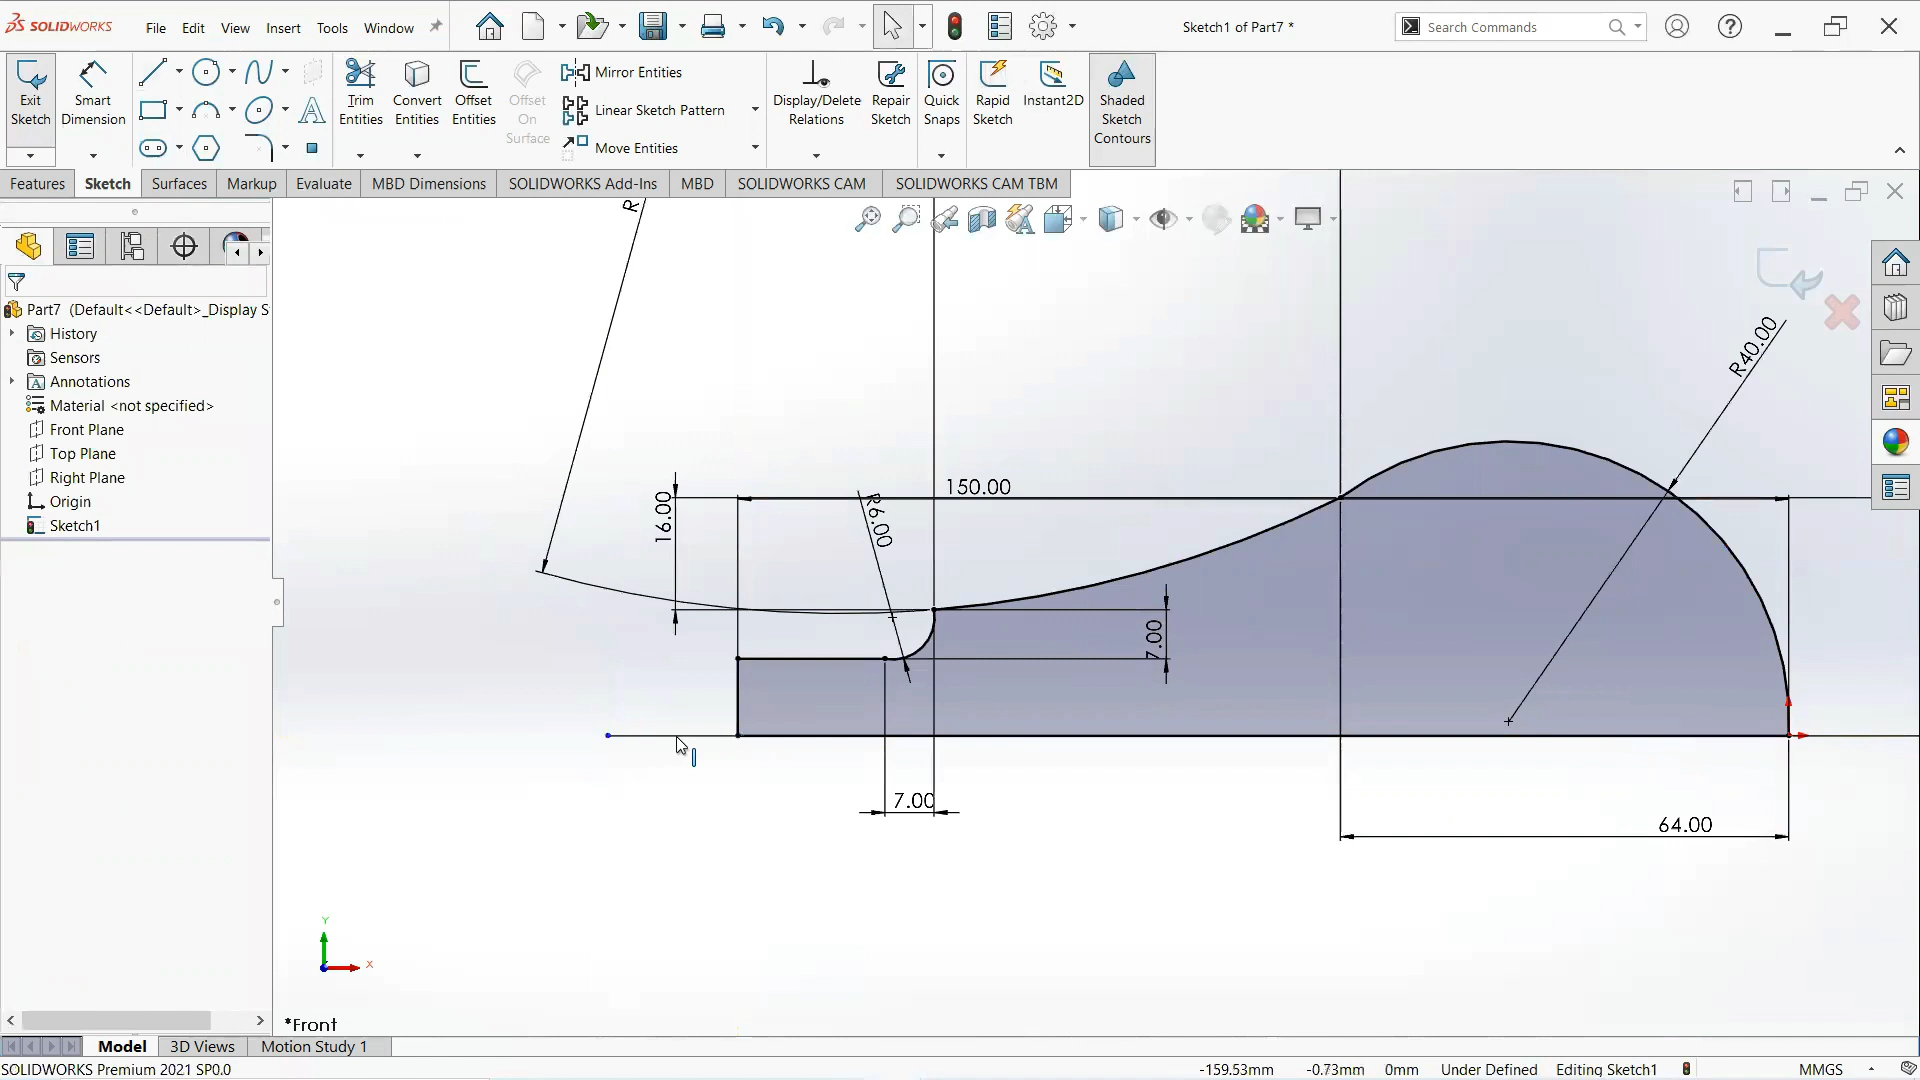 SOLIDWORKS
File Edit View Insert Tools Window
Sketch1 of Part7 *
Search Commands
Exit Sketch
Smart Dimension
Trim Entities
Convert Entities
Offset Entities
Offset On Surface
Mirror Entities
Linear Sketch Pattern
Move Entities
Display/Delete Relations
Repair Sketch
Quick Snaps
Rapid Sketch
Instant2D
Shaded Sketch Contours
Features Sketch Surfaces Markup Evaluate MBD Dimensions SOLIDWORKS Add-Ins MBD SOLIDWORKS CAM SOLIDWORKS CAM TBM
Part7 (Default<<Default>_Display S
History
Sensors
Annotations
Material <not specified>
Front Plane
Top Plane
Right Plane
Origin
Sketch1
R
R40.00
150.00
16.00
R6.00
7.00
7.00
64.00
Y
X
*Front
Model 3D Views Motion Study 1
SOLIDWORKS Premium 2021 SP0.0
-159.53mm -0.73mm 0mm Under Defined Editing Sketch1 MMGS